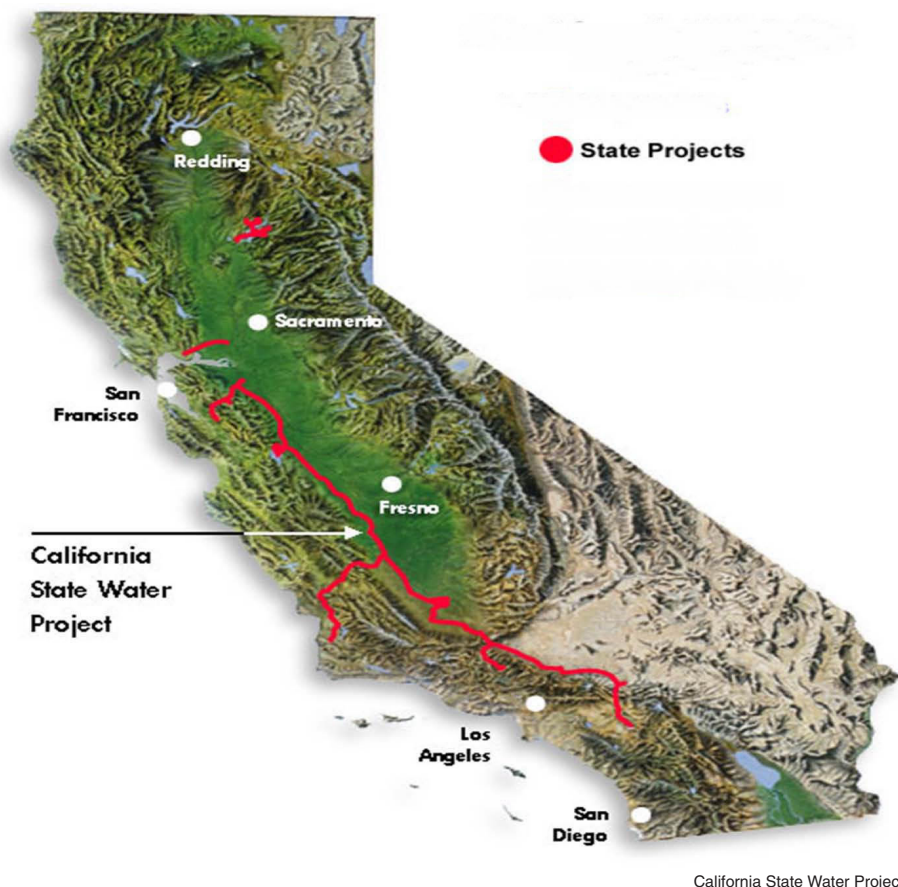 Redding
State Projects
Sacramento
San
Francisco
Fresno
California
State Water
Project
Los
Angeles
San
Diego
California State Water Projec